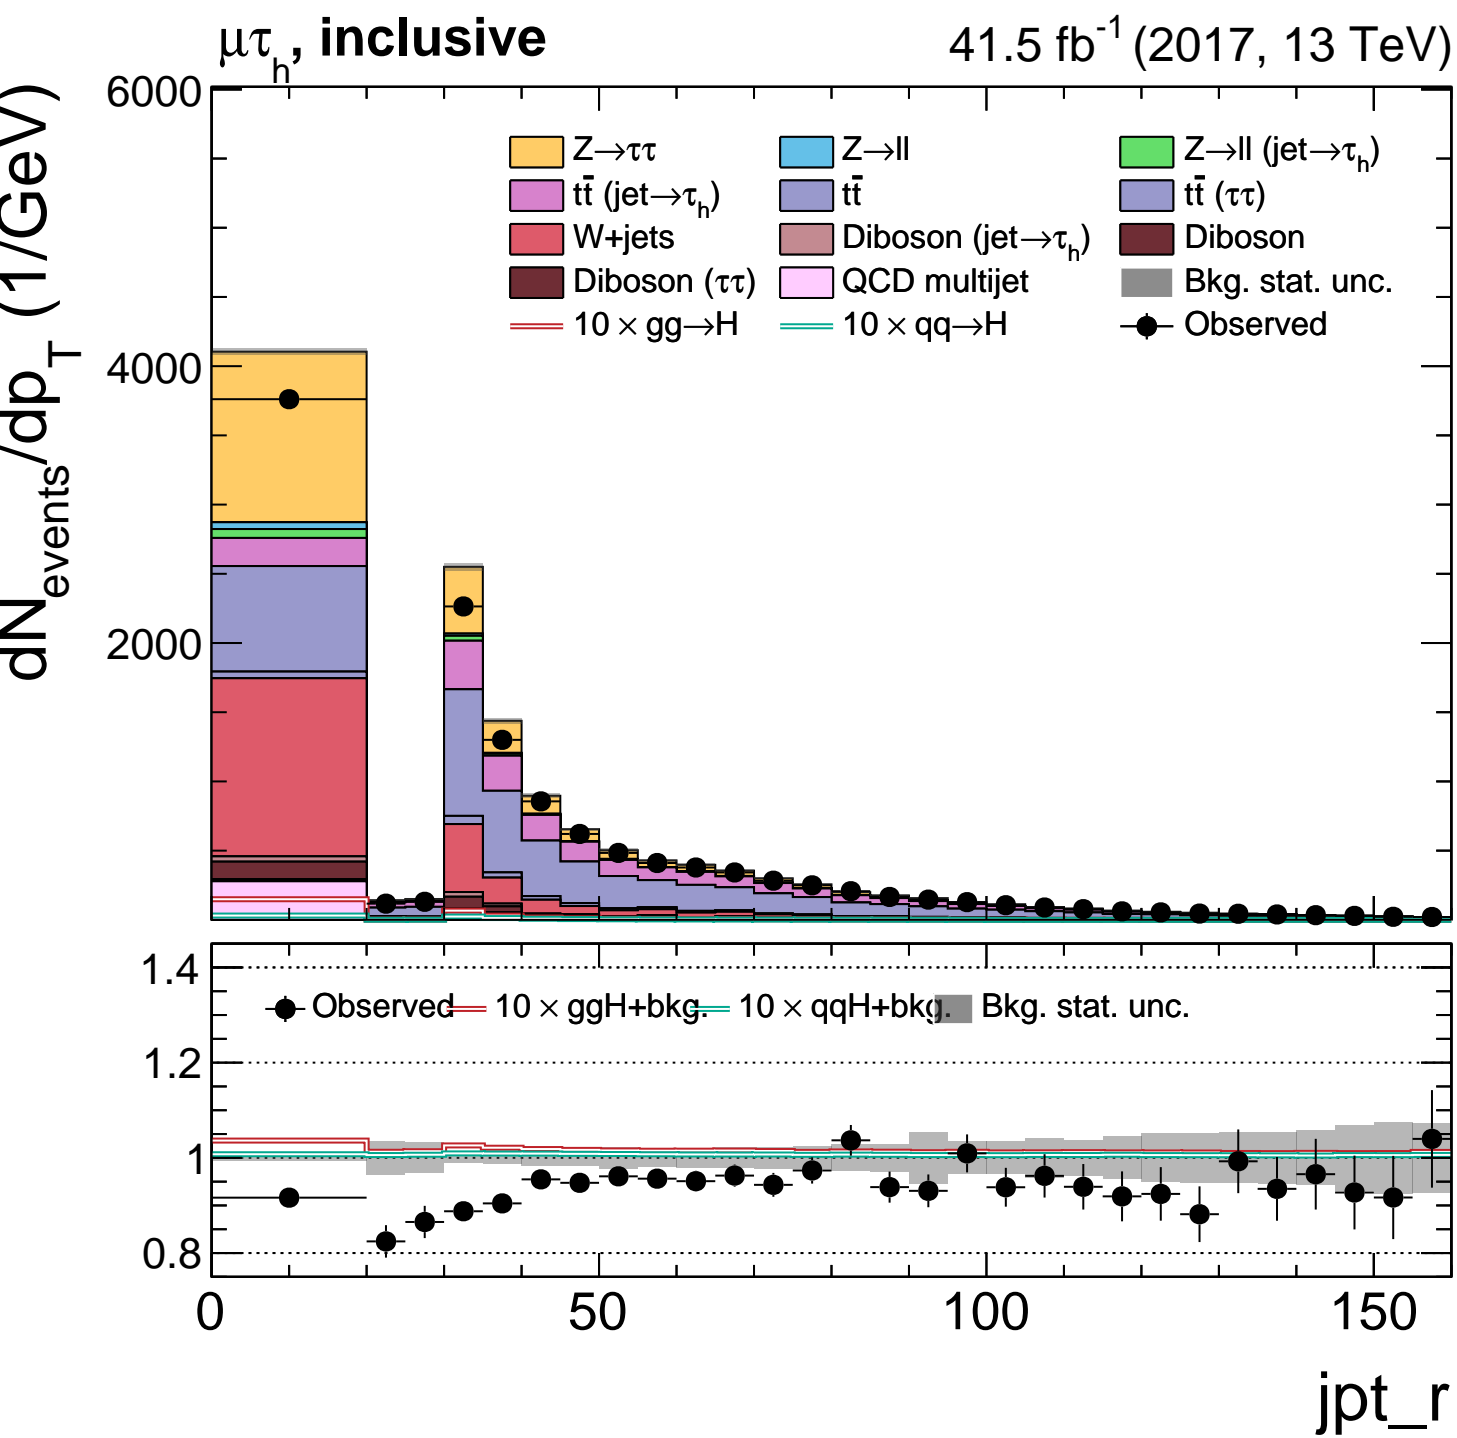 μτh, inclusive 41.5 fb-1 (2017, 13 TeV)
dNevents/dpT (1/GeV)
6000
4000
2000
Z→ττ Z→ll Z→ll (jet→τh)
tt̄ (jet→τh) tt̄ tt̄ (ττ)
W+jets Diboson (jet→τh) Diboson
Diboson (ττ) QCD multijet Bkg. stat. unc.
10 × gg→H 10 × qq→H Observed
1.4
Observed 10 × ggH+bkg. 10 × qqH+bkg. Bkg. stat. unc.
1.2
1
0.8
0 50 100 150
jpt_r